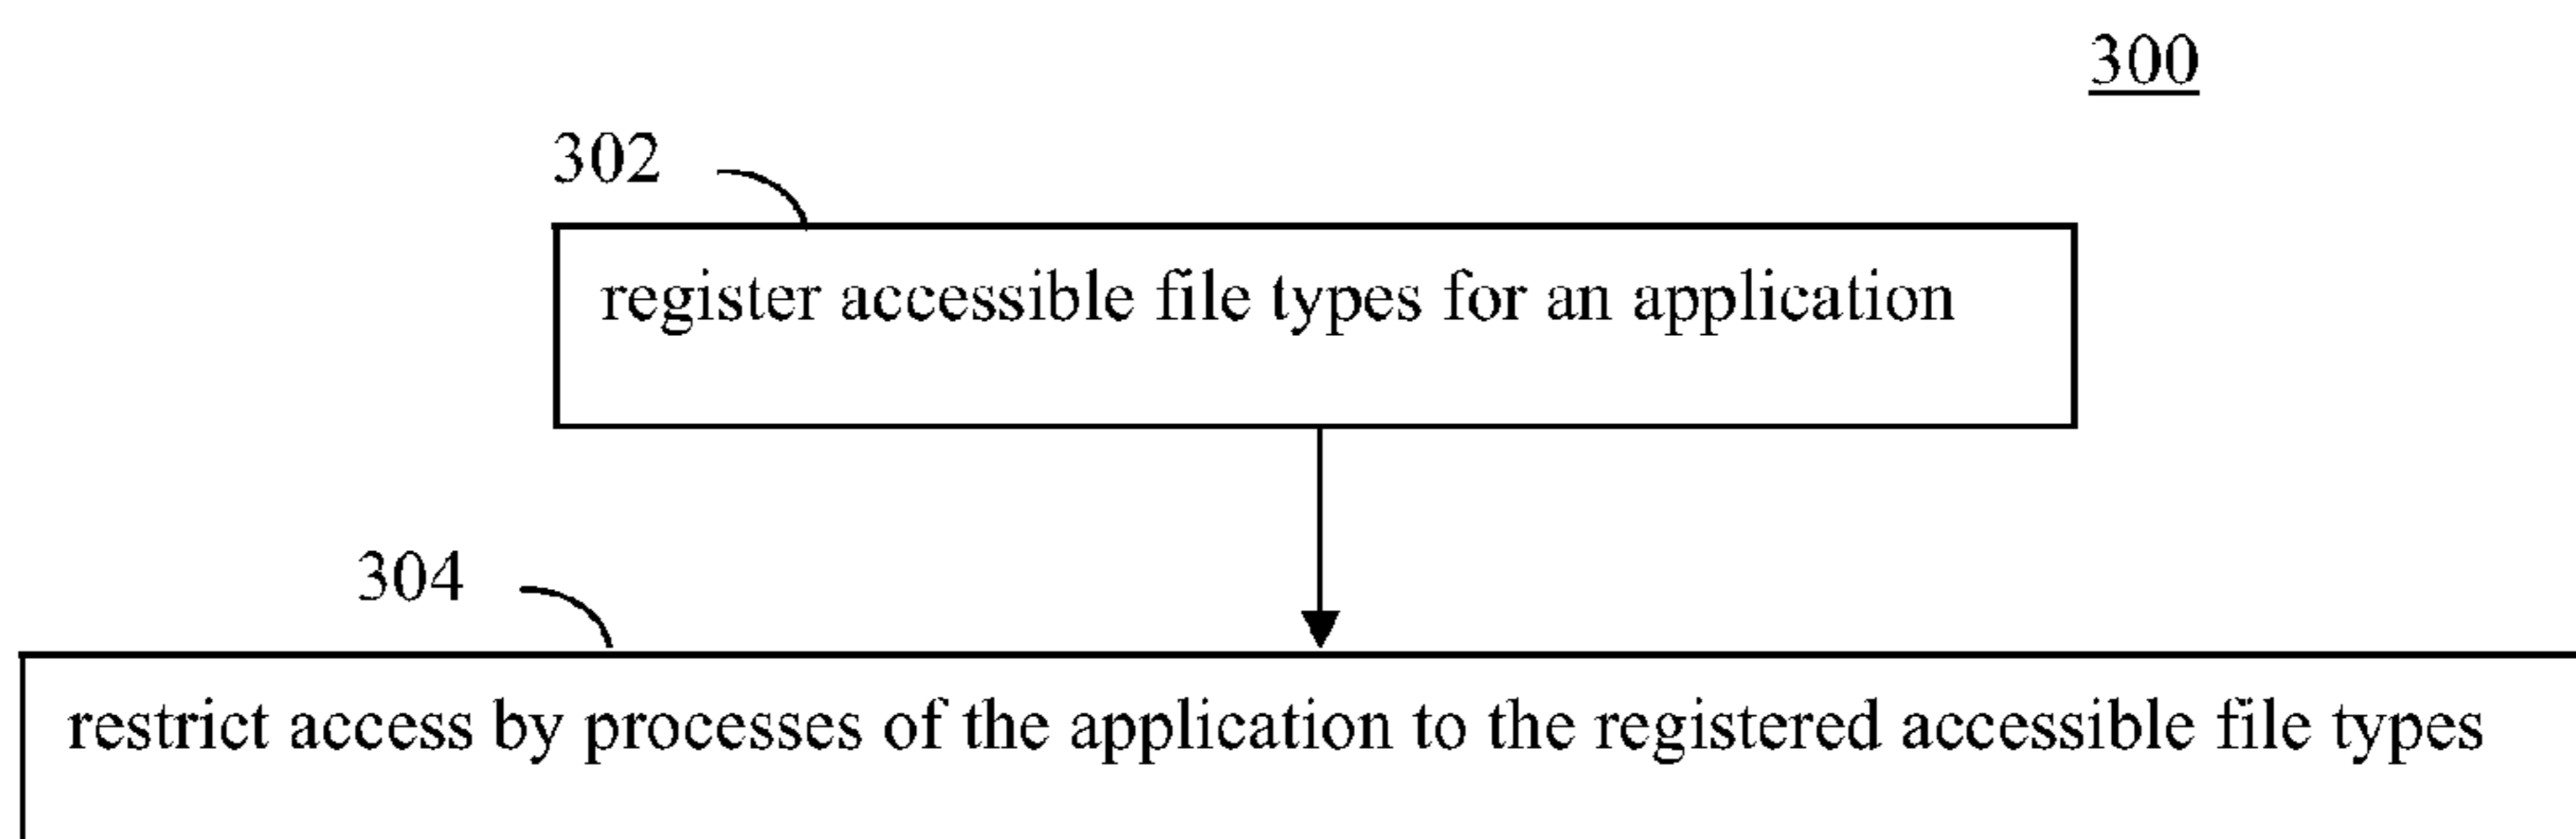 300
302
register accessible file types for an application
304
restrict access by processes of the application to the registered accessible file types